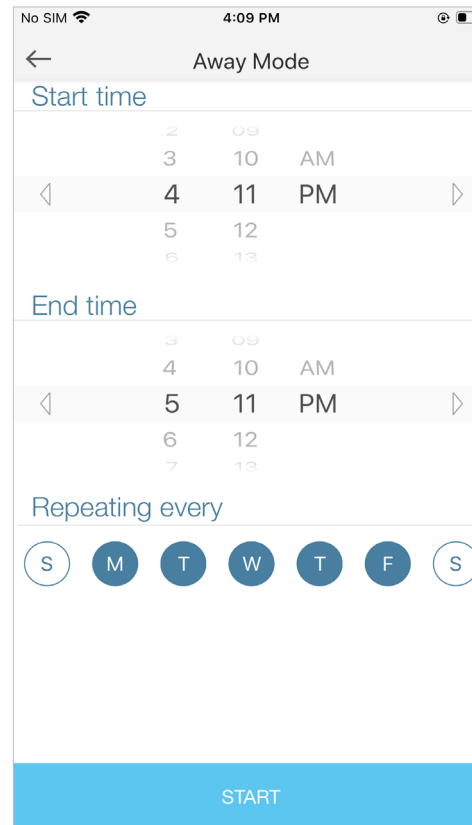 No SIM 4:09 PM
Away Mode
Start time
2 09
3 10 AM
4 11 PM
5 12
6 13
End time
3 09
4 10 AM
5 11 PM
6 12
7 13
Repeating every
S M T W T F S
START